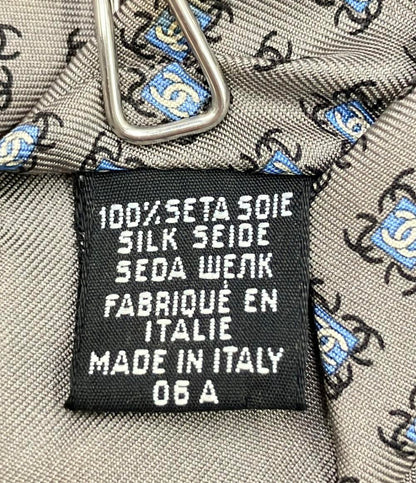 100% SETA SOIE
SILK SEIDE
SEDA ШЕЛК
FABRIQUÉ EN
ITALIE
MADE IN ITALY
06 A